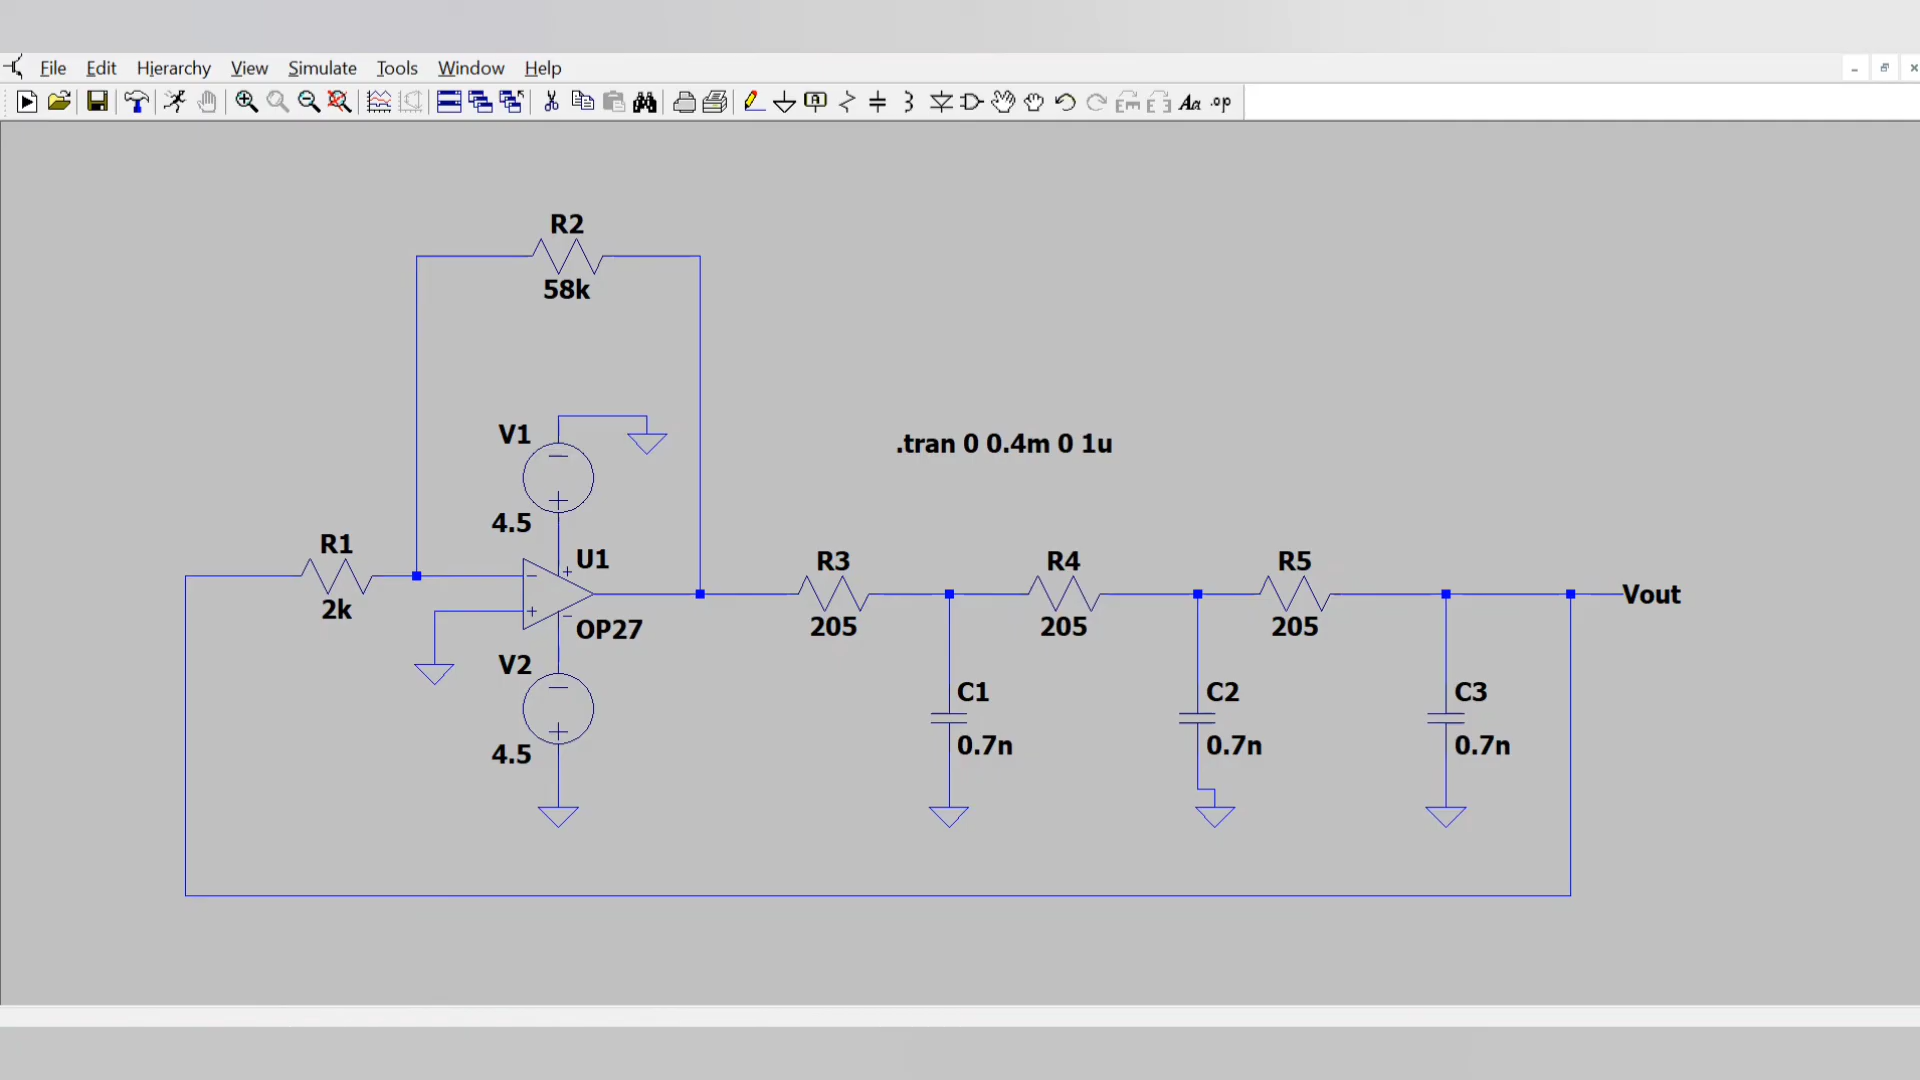 File Edit Hierarchy View Simulate Tools Window Help
.op
R2
58k
V1
4.5
.tran 0 0.4m 0 1u
R1
2k
U1
OP27
V2
4.5
R3
205
R4
205
R5
205
Vout
C1
0.7n
C2
0.7n
C3
0.7n